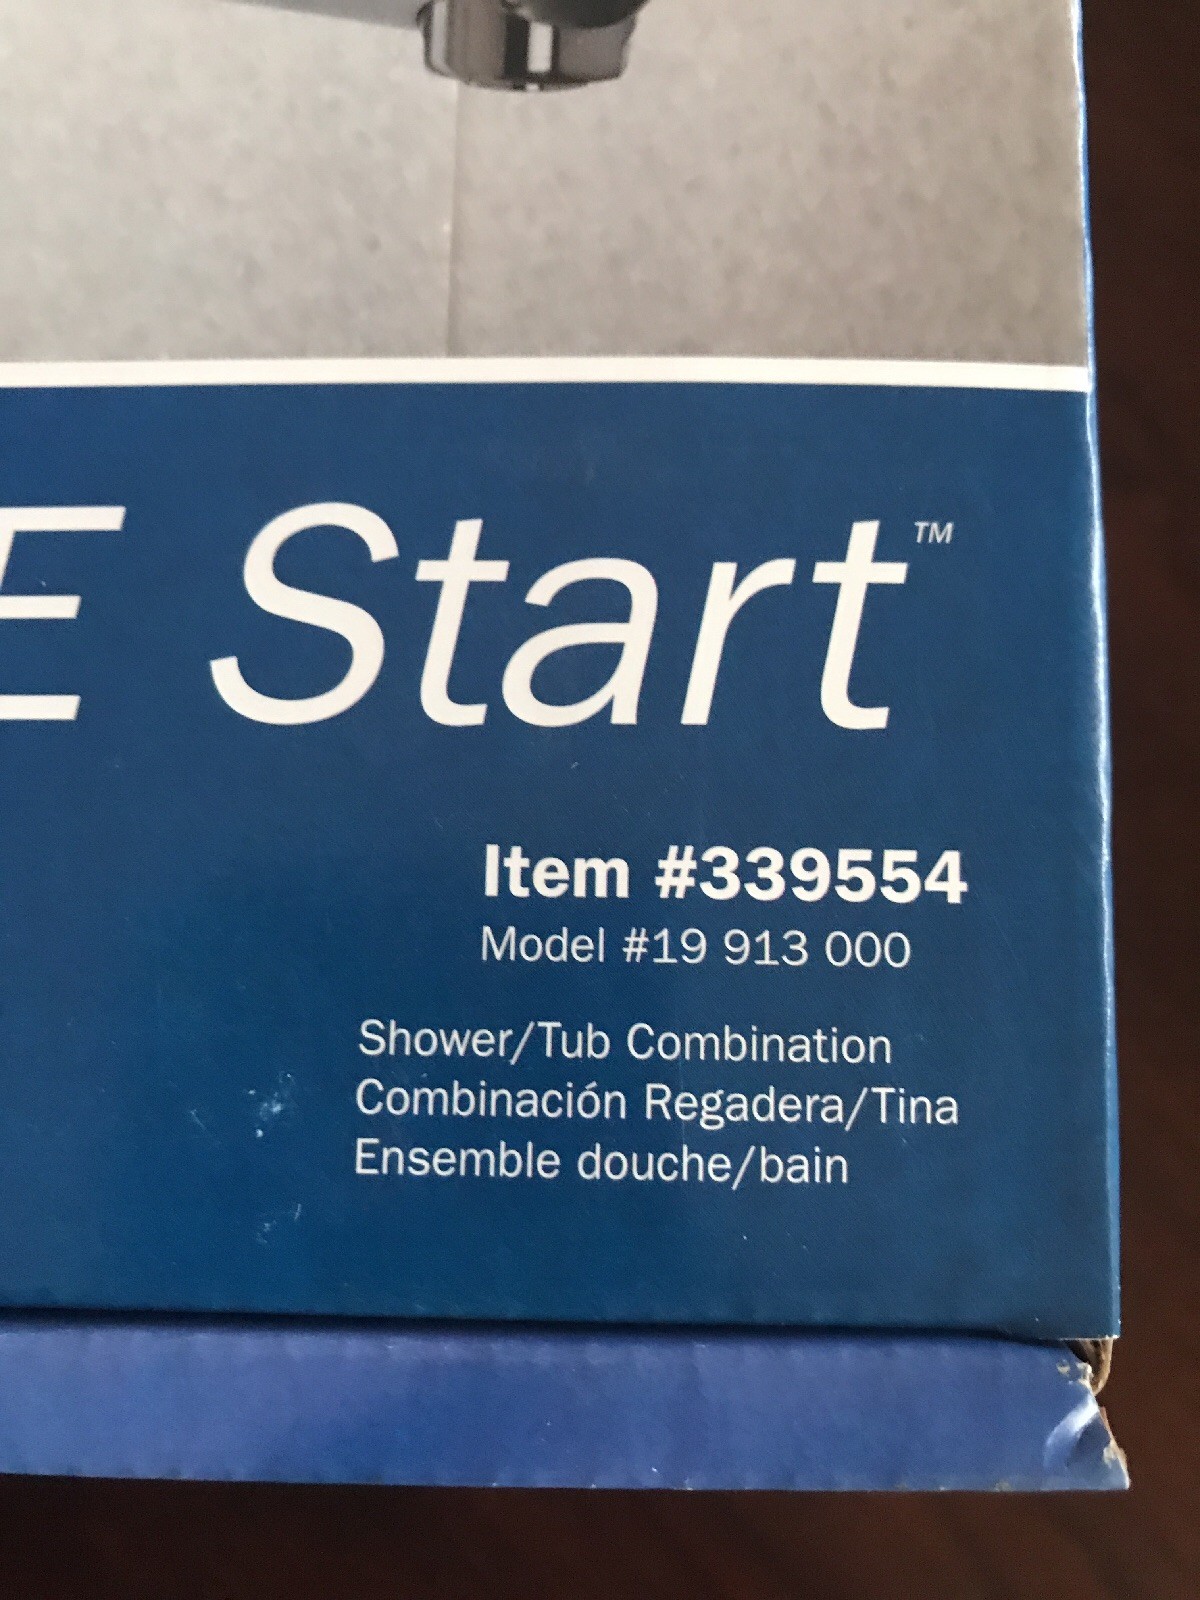 E Start™
Item #339554
Model #19 913 000
Shower/Tub Combination
Combinación Regadera/Tina
Ensemble douche/bain